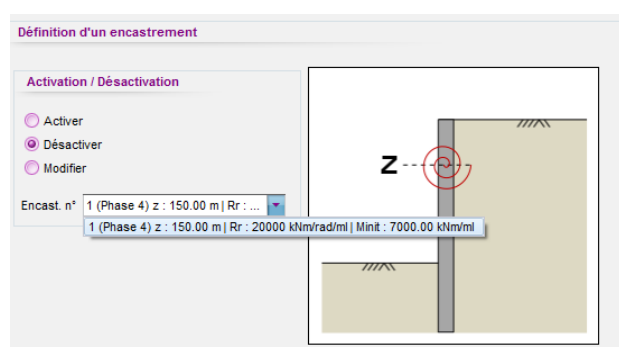 Définition d'un encastrement
Activation / Désactivation
Activer
Désactiver
Modifier
Encast. n° 1 (Phase 4) z : 150.00 m | Rr : ...
1 (Phase 4) z : 150.00 m | Rr : 20000 kNm/rad/ml | Minit : 7000.00 kNm/ml
Z